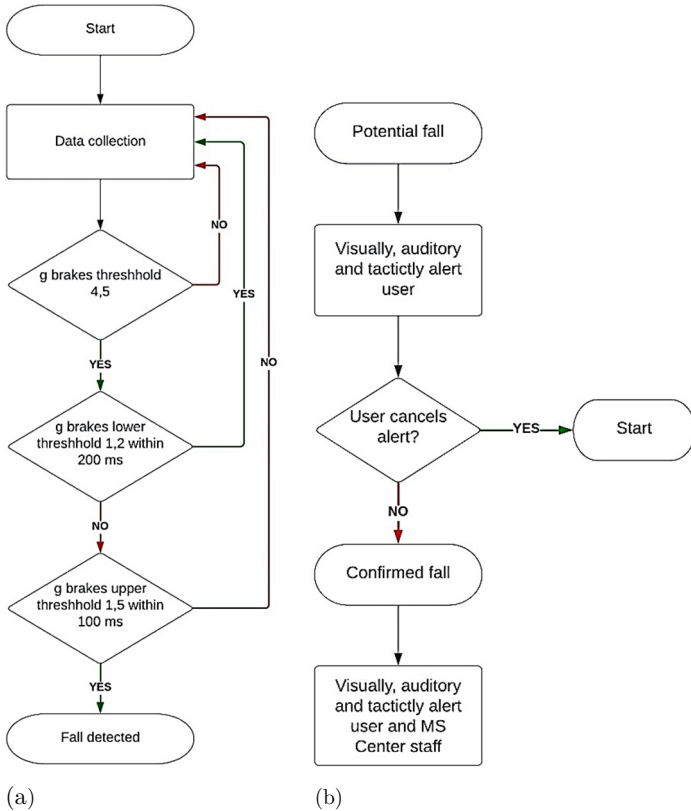 Start
Data collection
NO
g brakes threshhold
4,5
YES
YES
g brakes lower
threshhold 1,2 within
200 ms
NO
NO
g brakes upper
threshhold 1,5 within
100 ms
YES
Fall detected
(a)
Potential fall
Visually, auditory
and tactictly alert
user
User cancels
alert?
YES
Start
NO
Confirmed fall
Visually, auditory
and tactictly alert
user and MS
Center staff
(b)